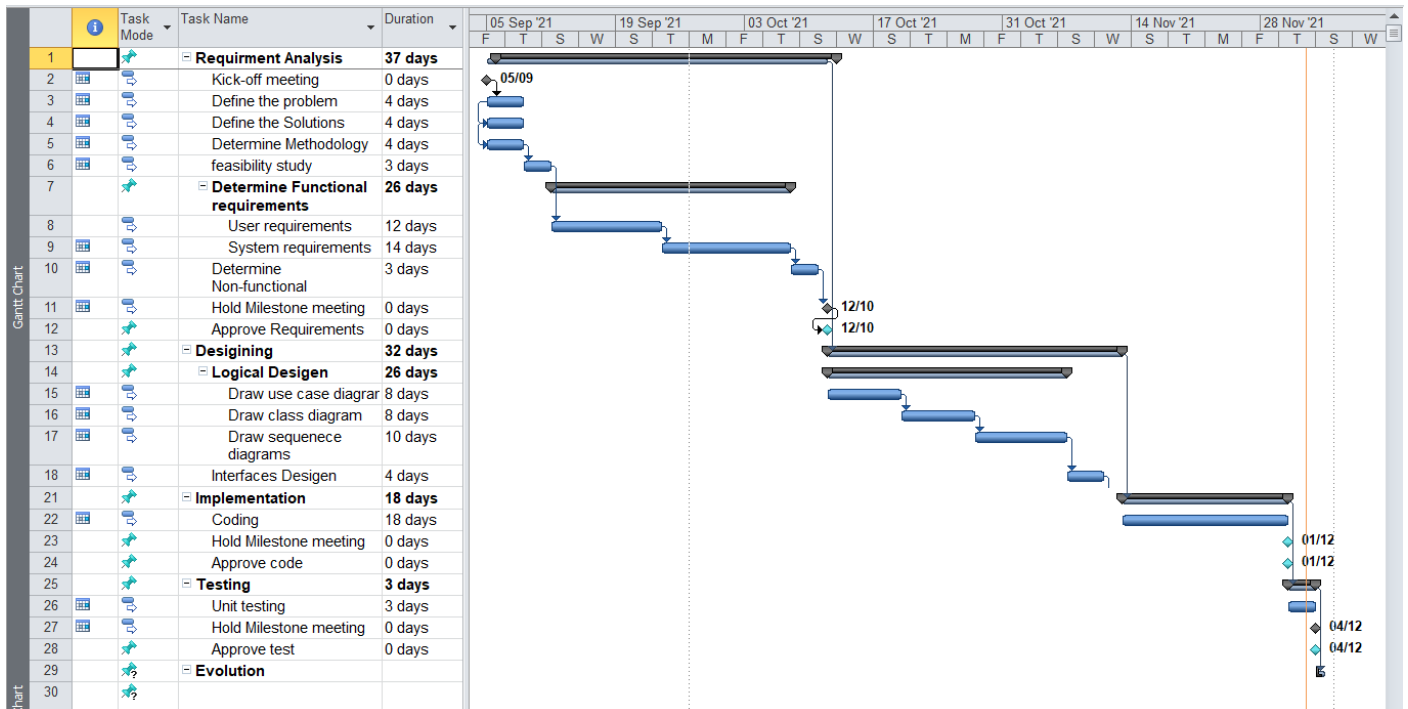 Task Mode Task Name Duration 05 Sep '21 19 Sep '21 03 Oct '21 17 Oct '21 31 Oct '21 14 Nov '21 28 Nov '21
F T S W S T M F T S W S T M F T S W S T M F T S W
1 Requirment Analysis 37 days
2 Kick-off meeting 0 days 05/09
3 Define the problem 4 days
4 Define the Solutions 4 days
5 Determine Methodology 4 days
6 feasibility study 3 days
7 Determine Functional requirements 26 days
8 User requirements 12 days
9 System requirements 14 days
10 Determine Non-functional 3 days
11 Hold Milestone meeting 0 days 12/10
12 Approve Requirements 0 days 12/10
13 Desigining 32 days
14 Logical Desigen 26 days
15 Draw use case diagrar 8 days
16 Draw class diagram 8 days
17 Draw sequenece diagrams 10 days
18 Interfaces Desigen 4 days
21 Implementation 18 days
22 Coding 18 days
23 Hold Milestone meeting 0 days 01/12
24 Approve code 0 days 01/12
25 Testing 3 days
26 Unit testing 3 days
27 Hold Milestone meeting 0 days 04/12
28 Approve test 0 days 04/12
29 Evolution
30
Gantt Chart
hart